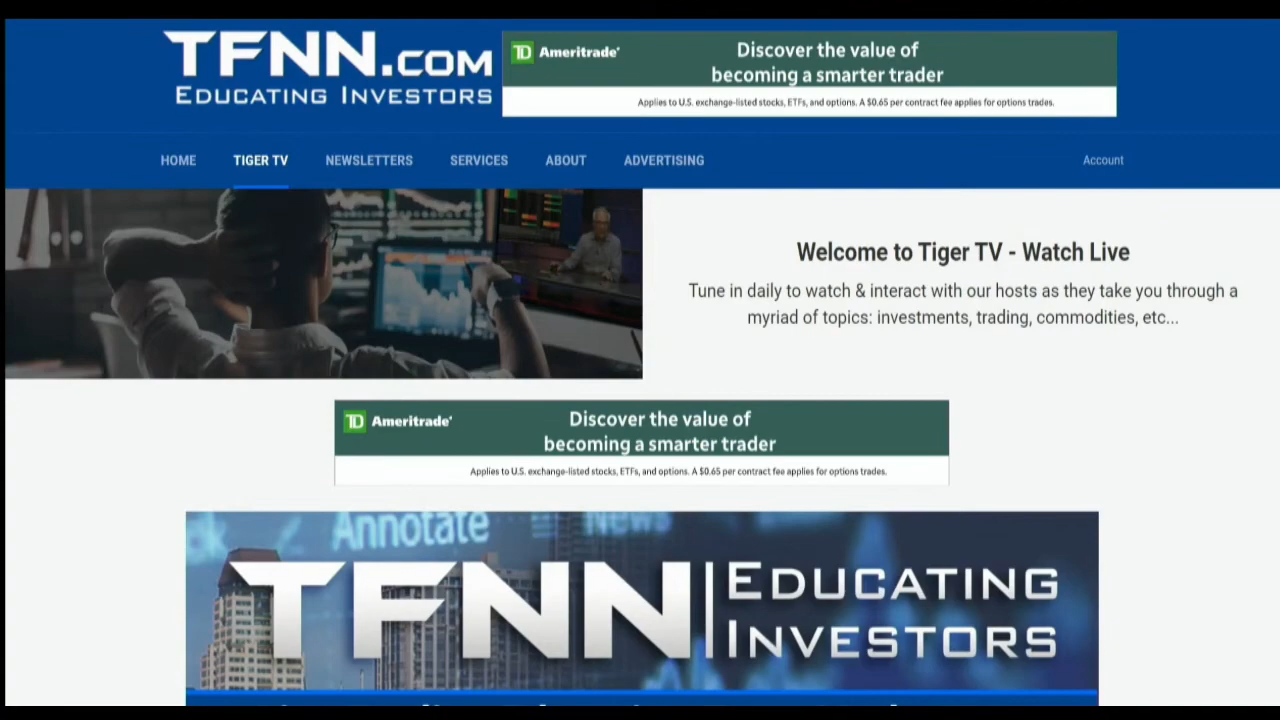 TFNN.COM
EDUCATING INVESTORS
TD Ameritrade
Discover the value of
becoming a smarter trader
Applies to U.S. exchange-listed stocks, ETFs, and options. A $0.65 per contract fee applies for options trades.
HOME TIGER TV NEWSLETTERS SERVICES ABOUT ADVERTISING Account
Welcome to Tiger TV - Watch Live
Tune in daily to watch & interact with our hosts as they take you through a
myriad of topics: investments, trading, commodities, etc...
TD Ameritrade
Discover the value of
becoming a smarter trader
Applies to U.S. exchange-listed stocks, ETFs, and options. A $0.65 per contract fee applies for options trades.
Annotate News
TFNN EDUCATING
INVESTORS